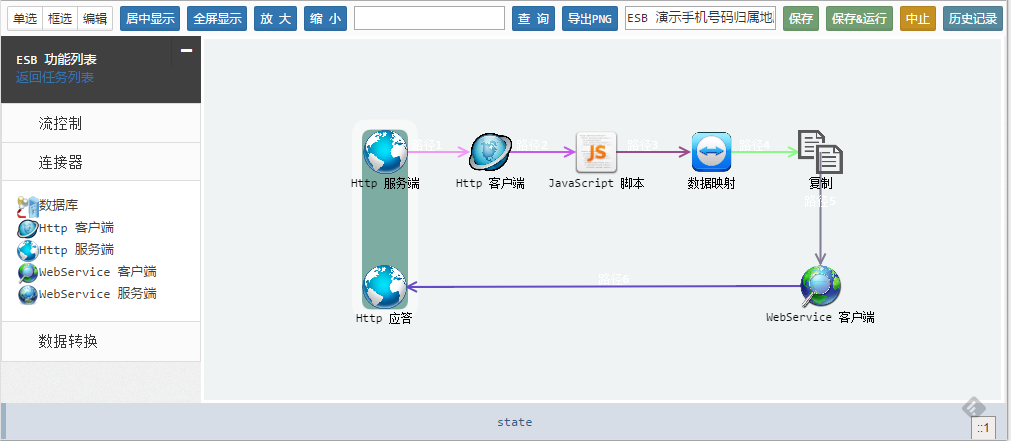 单选 框选 编辑 居中显示 全屏显示 放 大 缩 小 查 询 导出PNG ESB 演示手机号码归属地 保存 保存&运行 中止 历史记录
ESB 功能列表
返回任务列表
流控制
连接器
数据库
Http 客户端
Http 服务端
WebService 客户端
WebService 服务端
数据转换
路径1 路径2 路径3 路径4
JS
Http 服务端 Http 客户端 JavaScript 脚本 数据映射 复制
路径5
路径6
Http 应答 WebService 客户端
state
::1